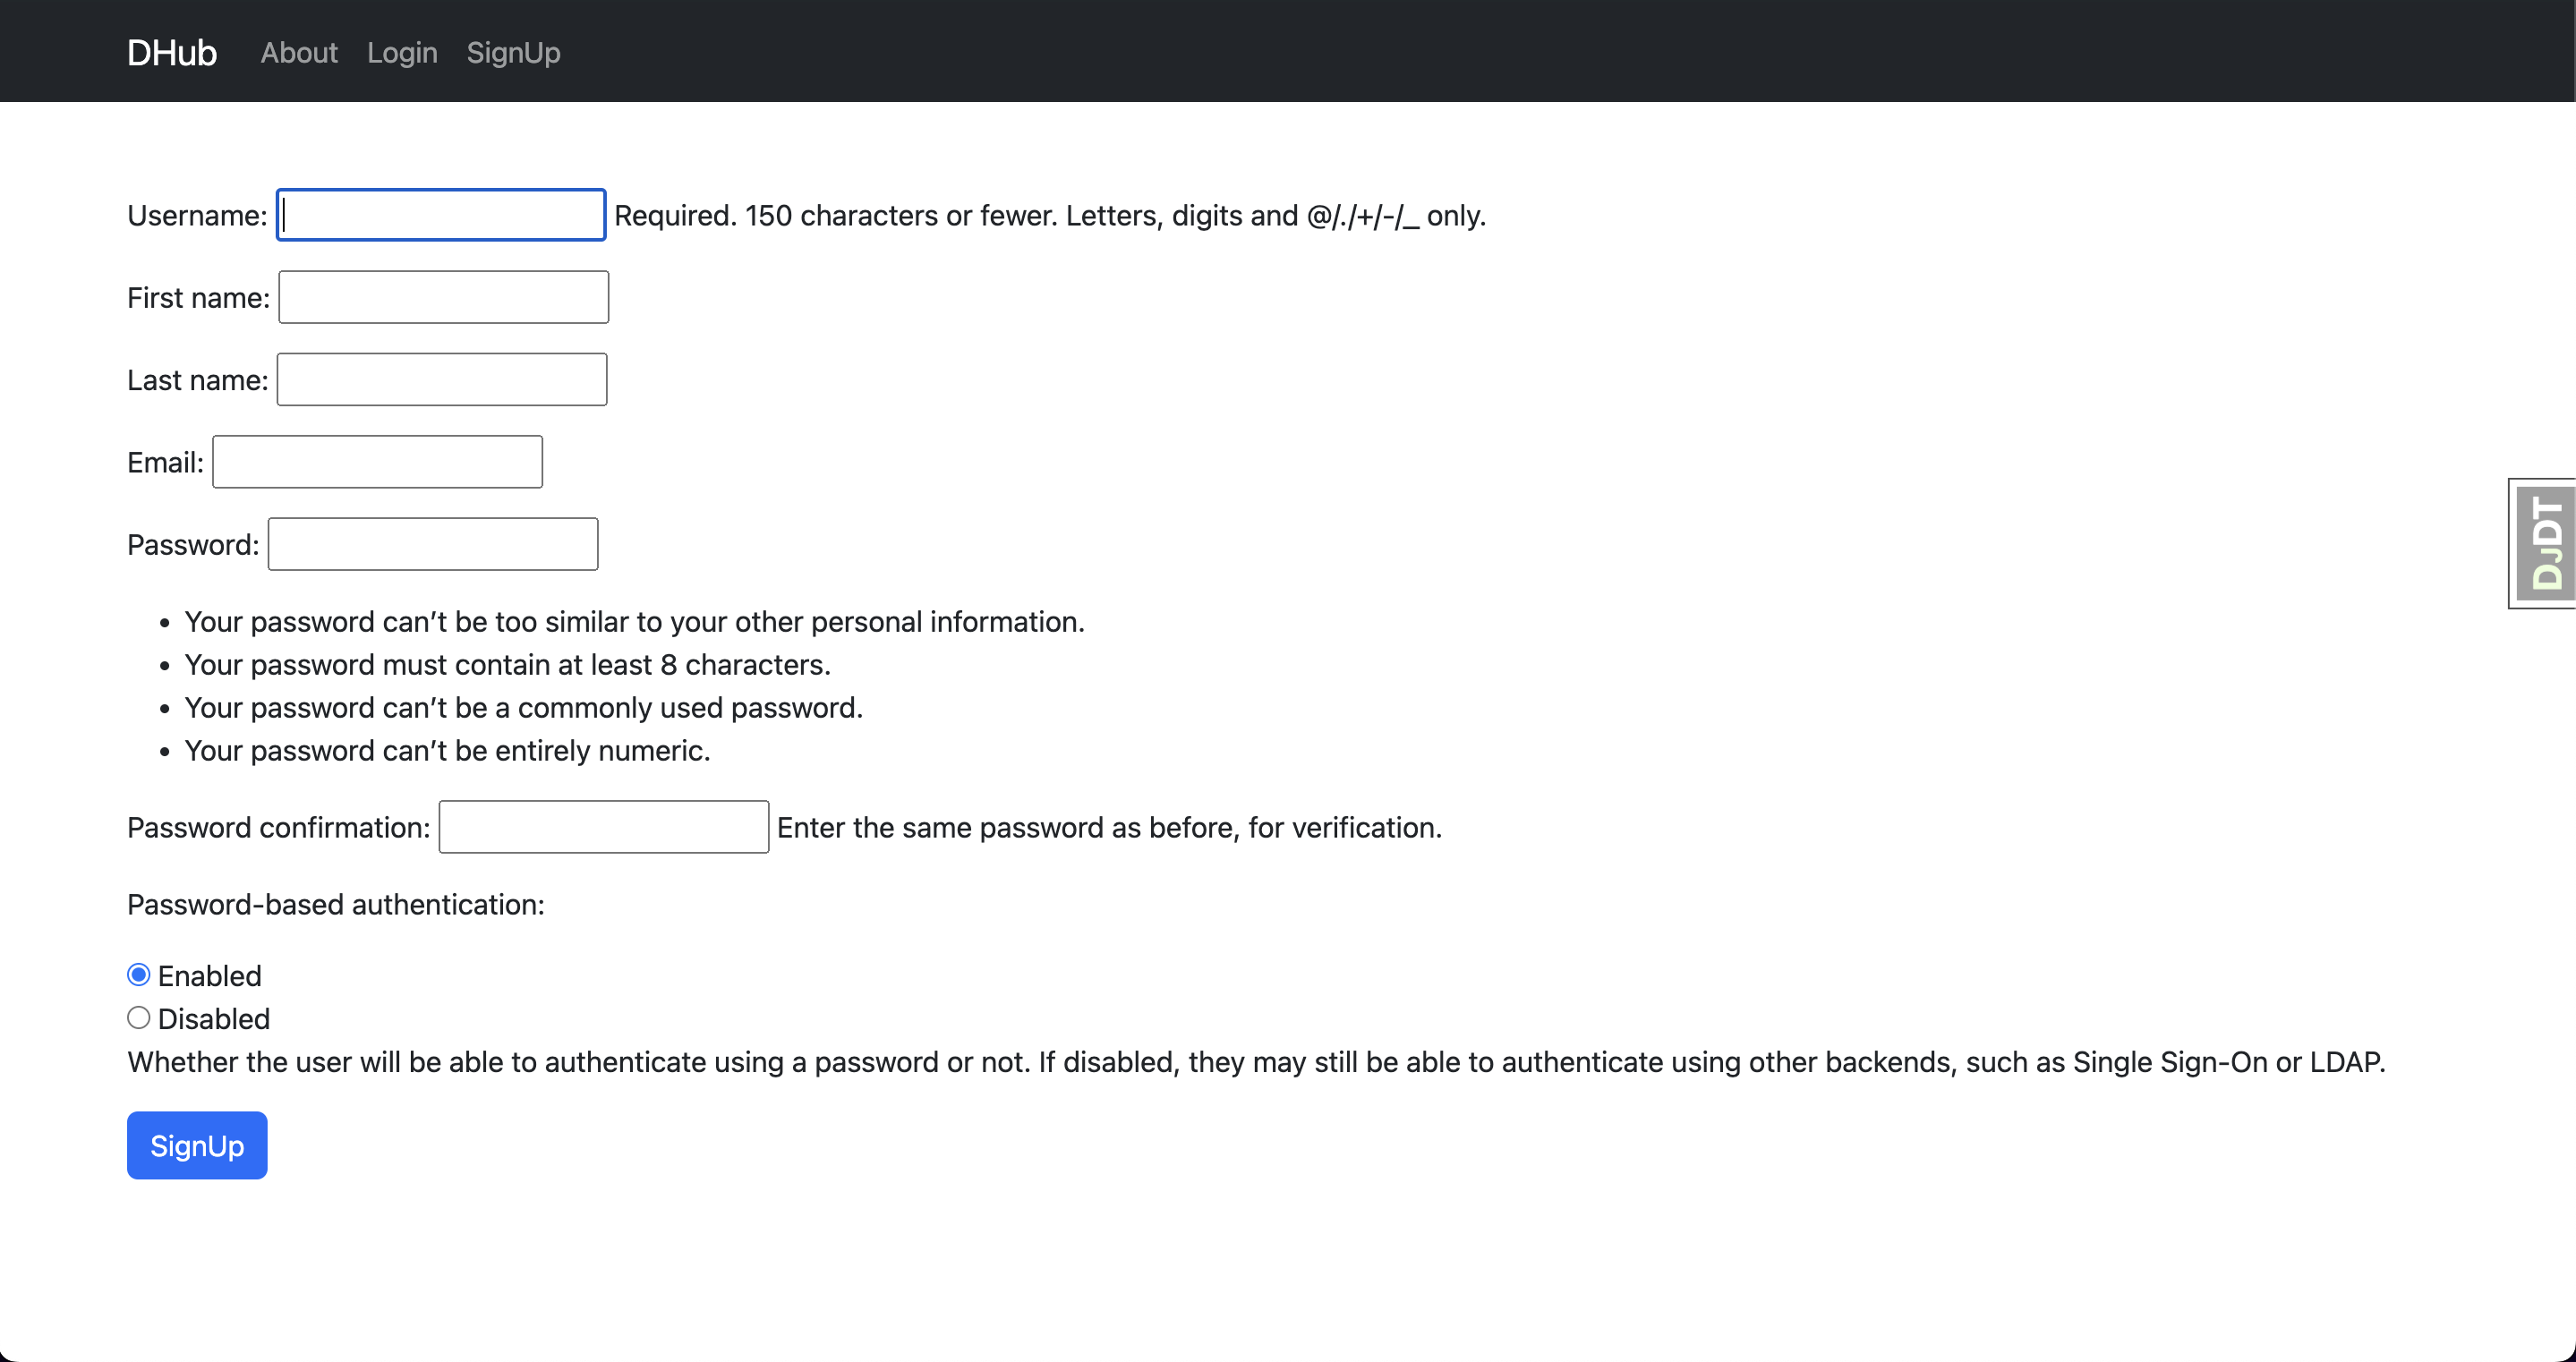 DHub About Login SignUp
Username: Required. 150 characters or fewer. Letters, digits and @/./+/-/_ only.
First name:
Last name:
Email:
Password:
Your password can’t be too similar to your other personal information.
Your password must contain at least 8 characters.
Your password can’t be a commonly used password.
Your password can’t be entirely numeric.
Password confirmation: Enter the same password as before, for verification.
Password-based authentication:
Enabled
Disabled
Whether the user will be able to authenticate using a password or not. If disabled, they may still be able to authenticate using other backends, such as Single Sign-On or LDAP.
SignUp
DJDT